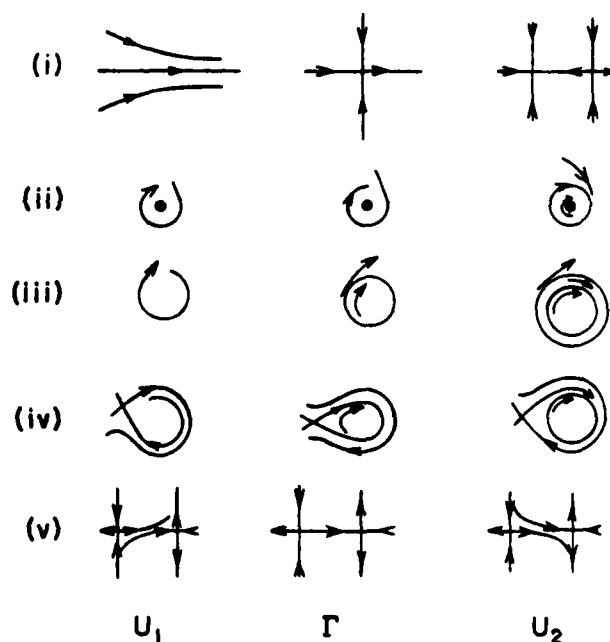 (i)
(ii)
(iii)
(iv)
(v)
U₁ Γ U₂